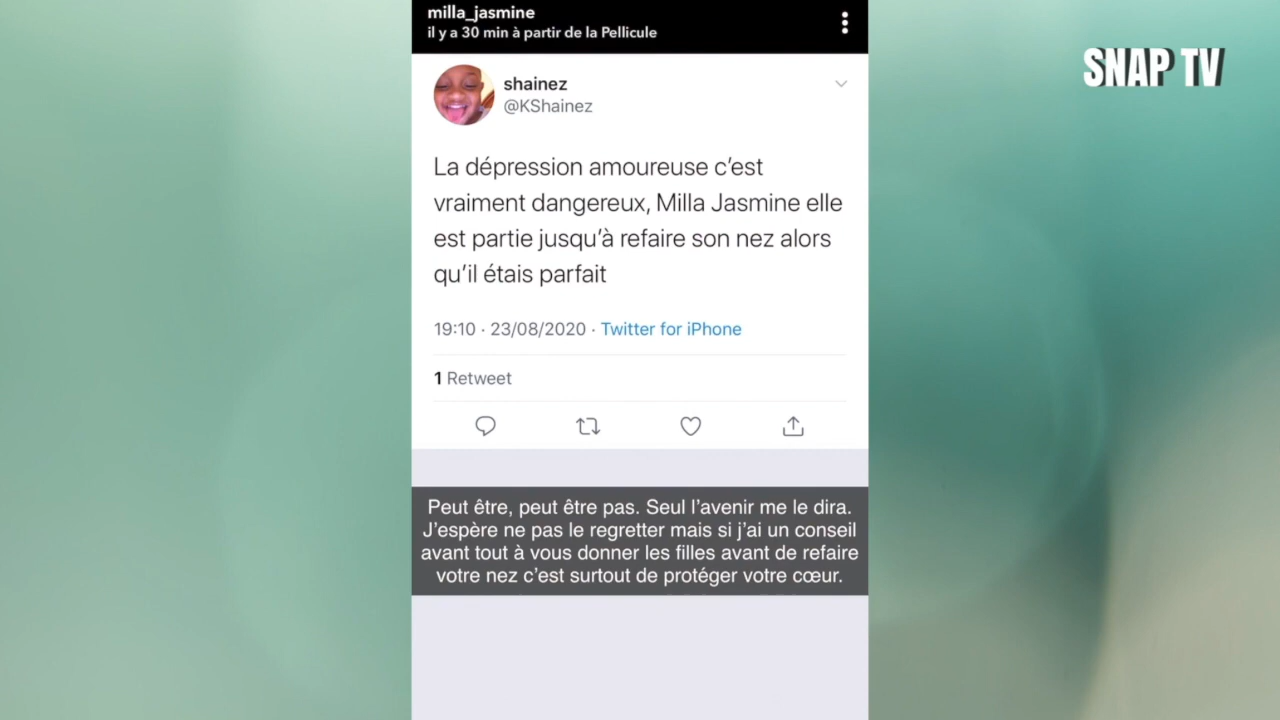 milla_jasmine
il y a 30 min à partir de la Pellicule
SNAP TV
shainez
@KShainez
La dépression amoureuse c’est
vraiment dangereux, Milla Jasmine elle
est partie jusqu’à refaire son nez alors
qu’il étais parfait
19:10 · 23/08/2020 · Twitter for iPhone
1 Retweet
Peut être, peut être pas. Seul l’avenir me le dira.
J’espère ne pas le regretter mais si j’ai un conseil
avant tout à vous donner les filles avant de refaire
votre nez c’est surtout de protéger votre cœur.